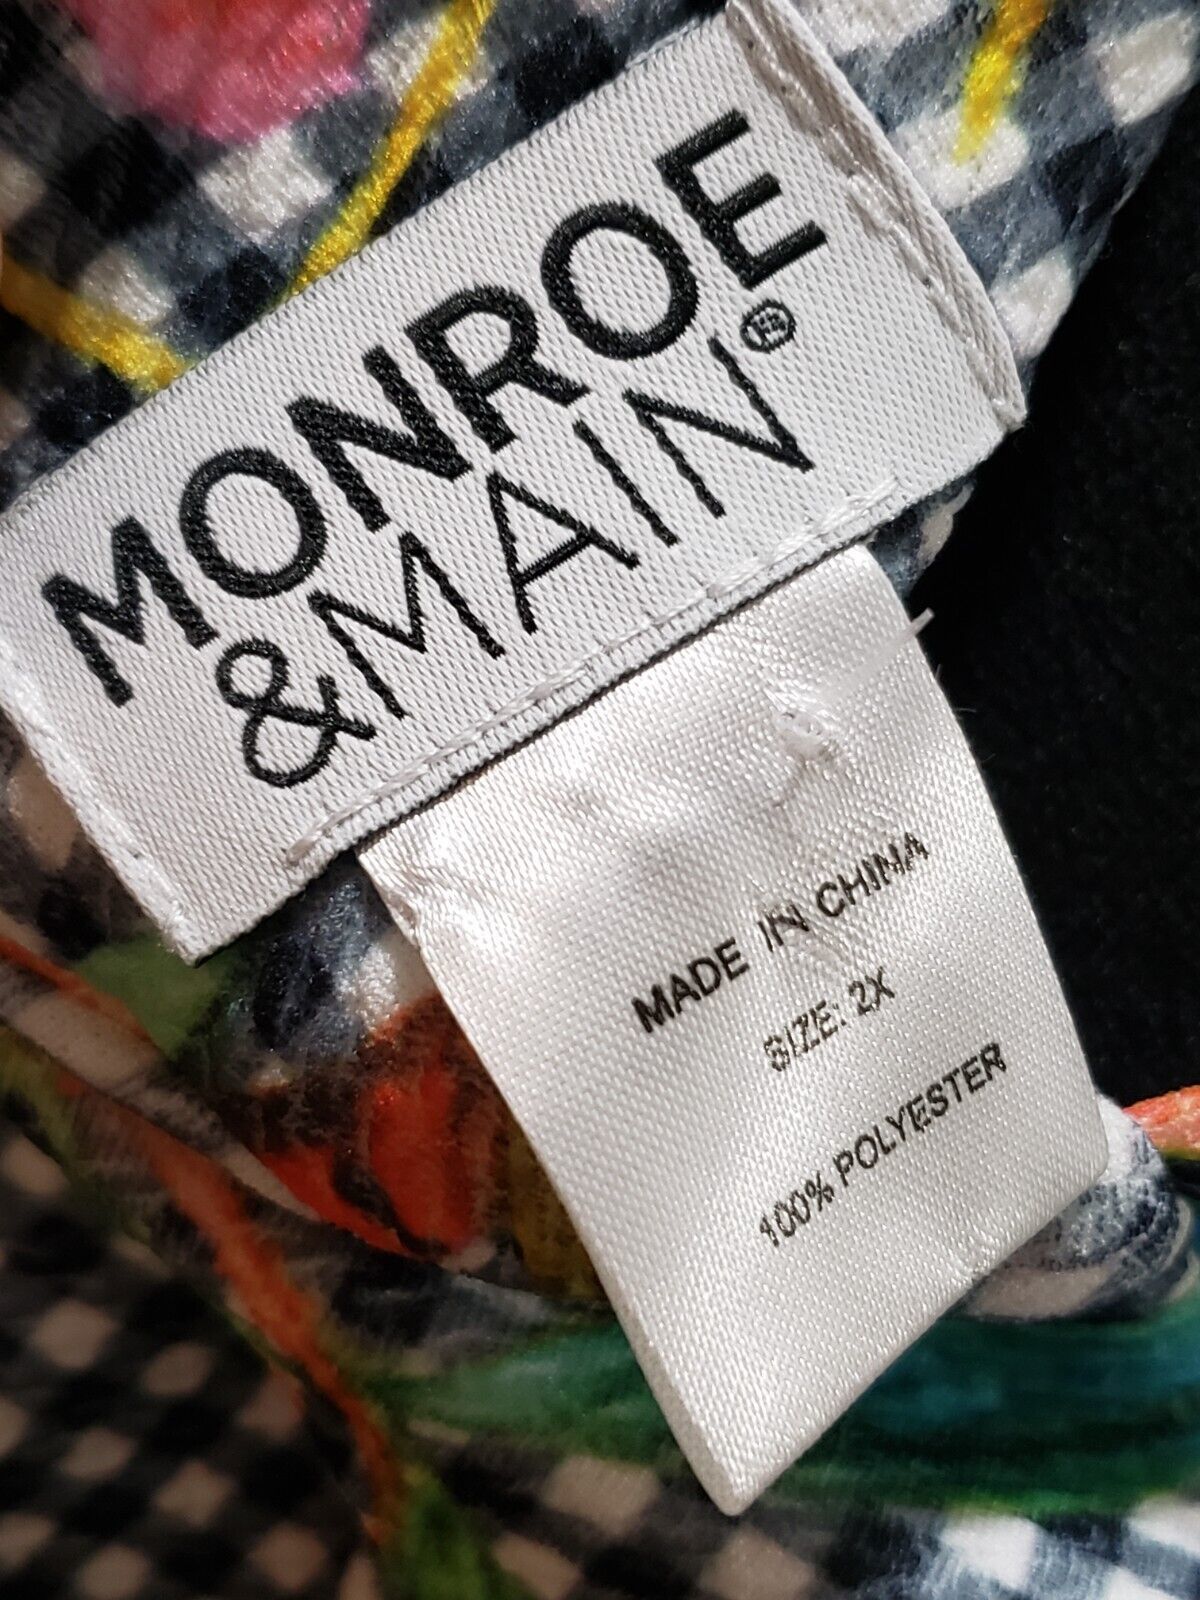 MONROE
&MAIN®
MADE IN CHINA
SIZE: 2X
100% POLYESTER